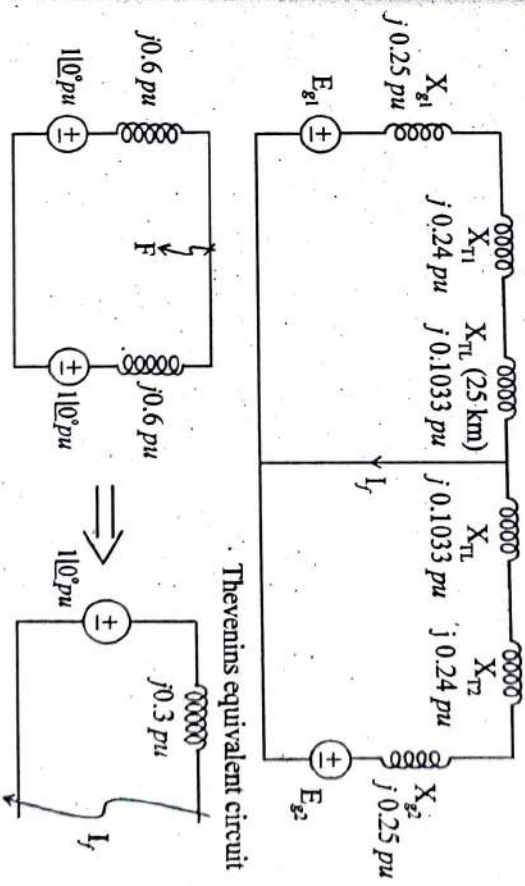 X_g1
j 0.25 pu
E_g1
X_T1
j 0.24 pu
X_TL (25 km)
j 0.1033 pu
I_f
X_TL
j 0.1033 pu
X_T2
j 0.24 pu
X_g2
j 0.25 pu
E_g2
j0.6 pu
1|0° pu
F
j0.6 pu
1|0° pu
Thevenins equivalent circuit
1|0° pu
j0.3 pu
I_f